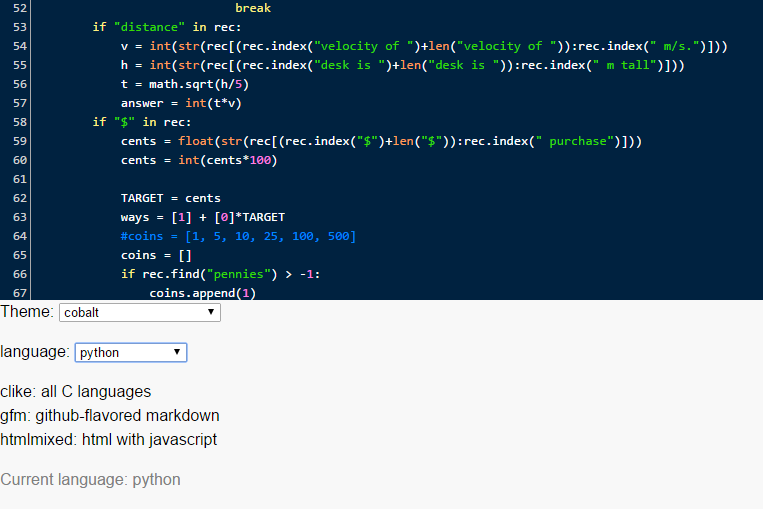 52 break
53 if "distance" in rec:
54 v = int(str(rec[(rec.index("velocity of ")+len("velocity of ")):rec.index(" m/s.")]))
55 h = int(str(rec[(rec.index("desk is ")+len("desk is ")):rec.index(" m tall")]))
56 t = math.sqrt(h/5)
57 answer = int(t*v)
58 if "$" in rec:
59 cents = float(str(rec[(rec.index("$")+len("$")):rec.index(" purchase")]))
60 cents = int(cents*100)
61
62 TARGET = cents
63 ways = [1] + [0]*TARGET
64 #coins = [1, 5, 10, 25, 100, 500]
65 coins = []
66 if rec.find("pennies") > -1:
67 coins.append(1)
Theme: cobalt
language: python
clike: all C languages
gfm: github-flavored markdown
htmlmixed: html with javascript
Current language: python